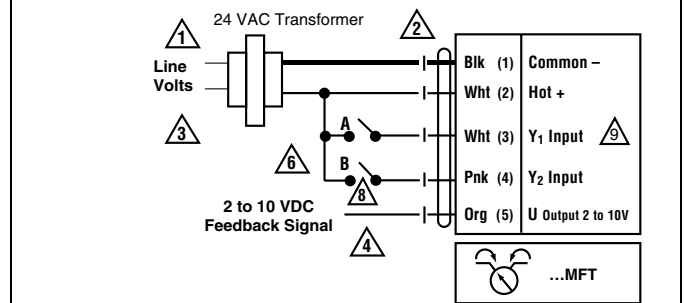 24 VAC Transformer
1
2
Line
Volts
3
Blk (1) Common –
Wht (2) Hot +
A
Wht (3) Y₁ Input 9
6
B
8
Pnk (4) Y₂ Input
2 to 10 VDC
Feedback Signal
4
Org (5) U Output 2 to 10V
...MFT